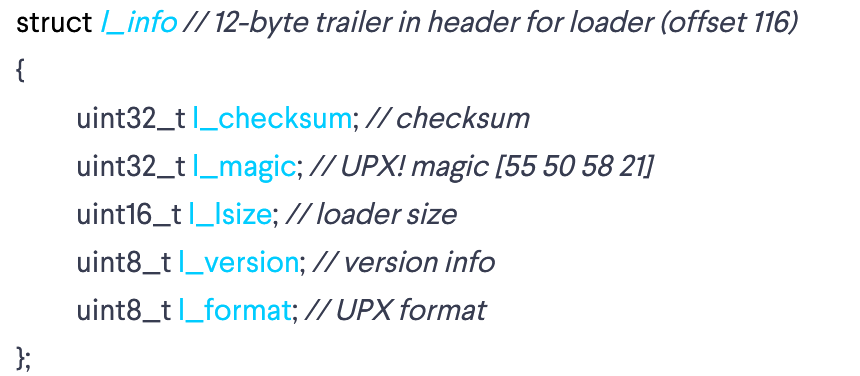 struct l_info // 12-byte trailer in header for loader (offset 116)
{
uint32_t l_checksum; // checksum
uint32_t l_magic; // UPX! magic [55 50 58 21]
uint16_t l_lsize; // loader size
uint8_t l_version; // version info
uint8_t l_format; // UPX format
};